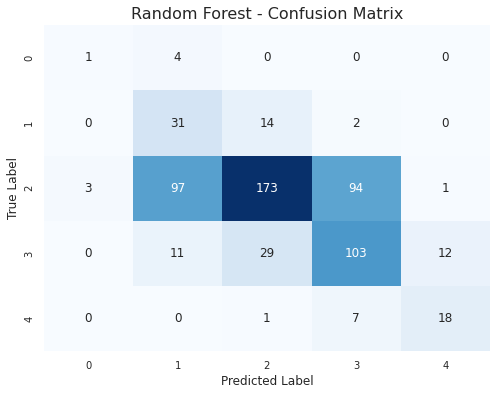 Random Forest - Confusion Matrix
True Label
0 1 4 0 0 0
1 0 31 14 2 0
2 3 97 173 94 1
3 0 11 29 103 12
4 0 0 1 7 18
0 1 2 3 4
Predicted Label